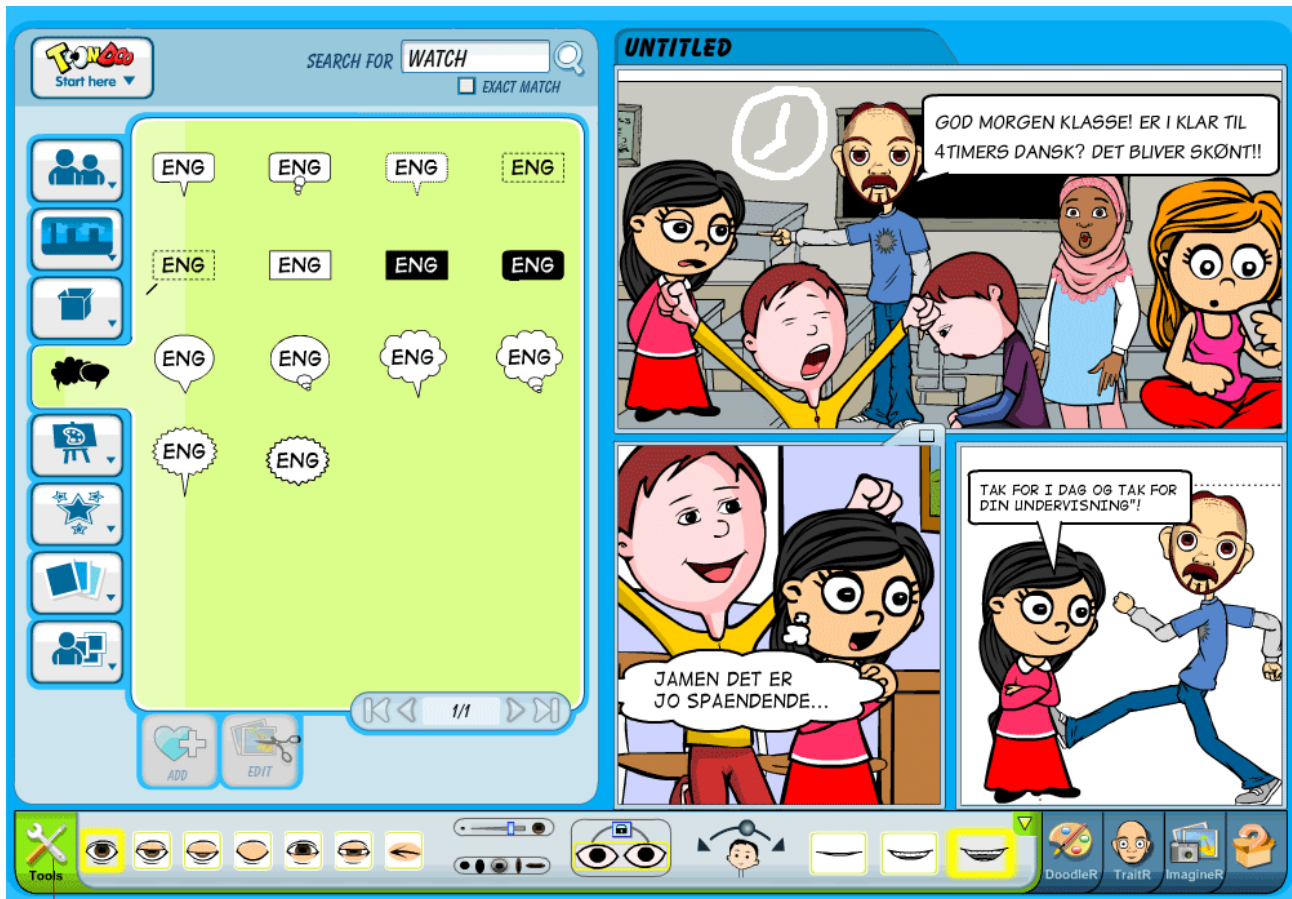 TOONDOO
Start here
SEARCH FOR WATCH
EXACT MATCH
ENG ENG ENG ENG
ENG ENG ENG ENG
ENG ENG ENG ENG
ENG ENG
1/1
ADD EDIT
UNTITLED
GOD MORGEN KLASSE! ER I KLAR TIL
4TIMERS DANSK? DET BLIVER SKØNT!!
JAMEN DET ER
JO SPAENDENDE...
TAK FOR I DAG OG TAK FOR
DIN UNDERVISNING"!
Tools
DoodleR TraitR ImagineR